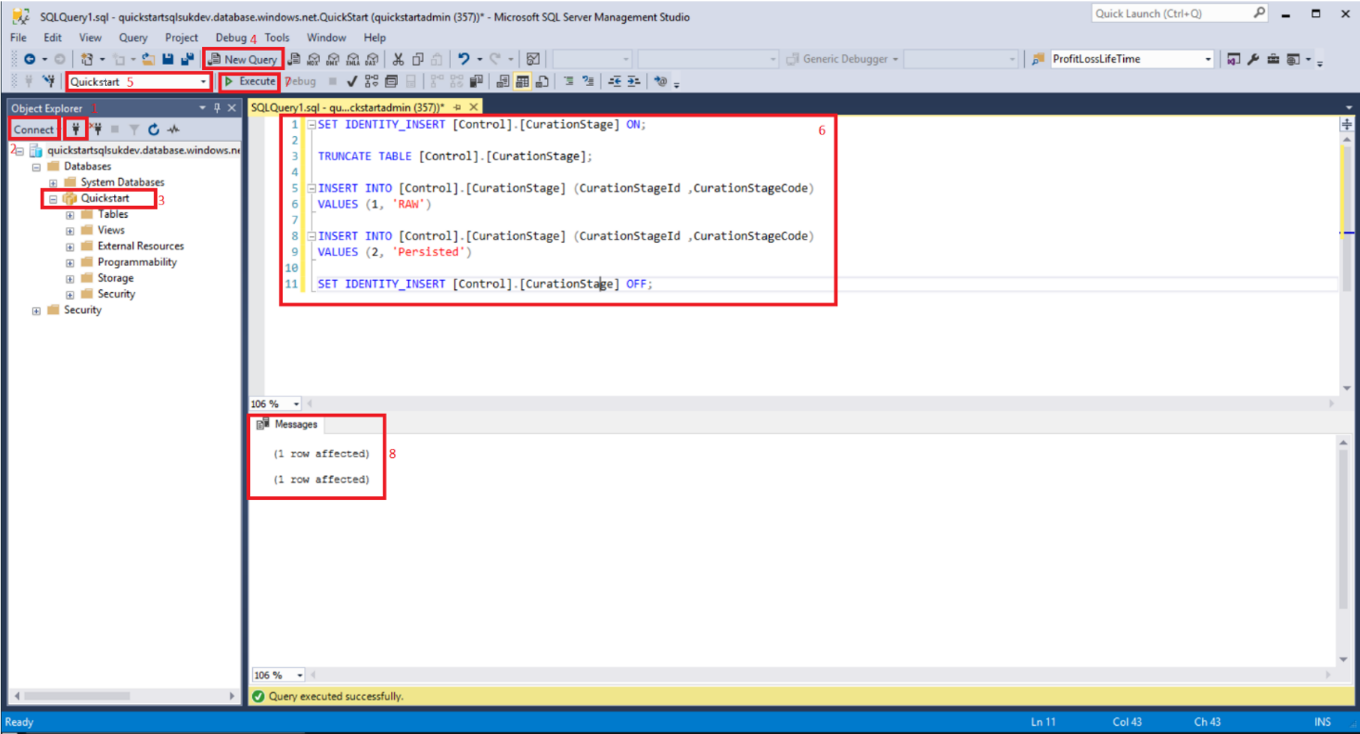 SQLQuery1.sql - quickstartsqlsukdev.database.windows.net.QuickStart (quickstartadmin (357))* - Microsoft SQL Server Management Studio
Quick Launch (Ctrl+Q)
File Edit View Query Project Debug 4 Tools Window Help
New Query
Generic Debugger
ProfitLossLifeTime
Quickstart 5
Execute
Debug
Object Explorer 1
SQLQuery1.sql - qu...ckstartadmin (357))*
Connect
2
quickstartsqlsukdev.database.windows.ne
Databases
System Databases
Quickstart 3
Tables
Views
External Resources
Programmability
Storage
Security
Security
1 SET IDENTITY_INSERT [Control].[CurationStage] ON;
6
2
3 TRUNCATE TABLE [Control].[CurationStage];
4
5 INSERT INTO [Control].[CurationStage] (CurationStageId ,CurationStageCode)
6 VALUES (1, 'RAW')
7
8 INSERT INTO [Control].[CurationStage] (CurationStageId ,CurationStageCode)
9 VALUES (2, 'Persisted')
10
11 SET IDENTITY_INSERT [Control].[CurationStage] OFF;
106 %
Messages
(1 row affected) 8
(1 row affected)
106 %
Query executed successfully.
Ready Ln 11 Col 43 Ch 43 INS